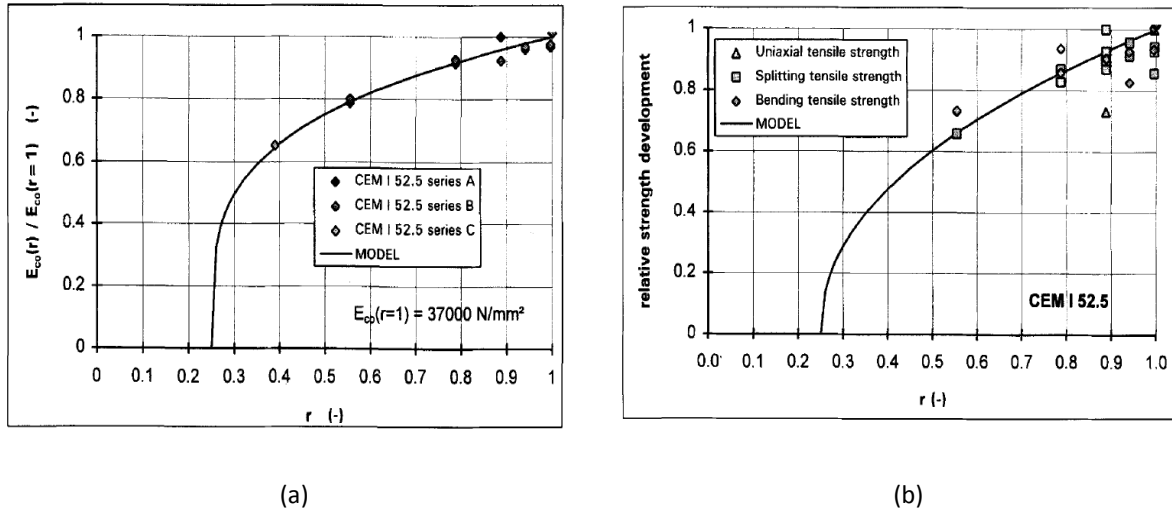 E_co(r) / E_co(r=1) (-)
1
0.8
0.6
0.4
0.2
0
CEM I 52.5 series A
CEM I 52.5 series B
CEM I 52.5 series C
MODEL
E_co(r=1) = 37000 N/mm²
0 0.1 0.2 0.3 0.4 0.5 0.6 0.7 0.8 0.9 1
r (-)
(a)
relative strength development
1
0.8
0.6
0.4
0.2
0
Uniaxial tensile strength
Splitting tensile strength
Bending tensile strength
MODEL
CEM I 52.5
0.0 0.1 0.2 0.3 0.4 0.5 0.6 0.7 0.8 0.9 1.0
r (-)
(b)